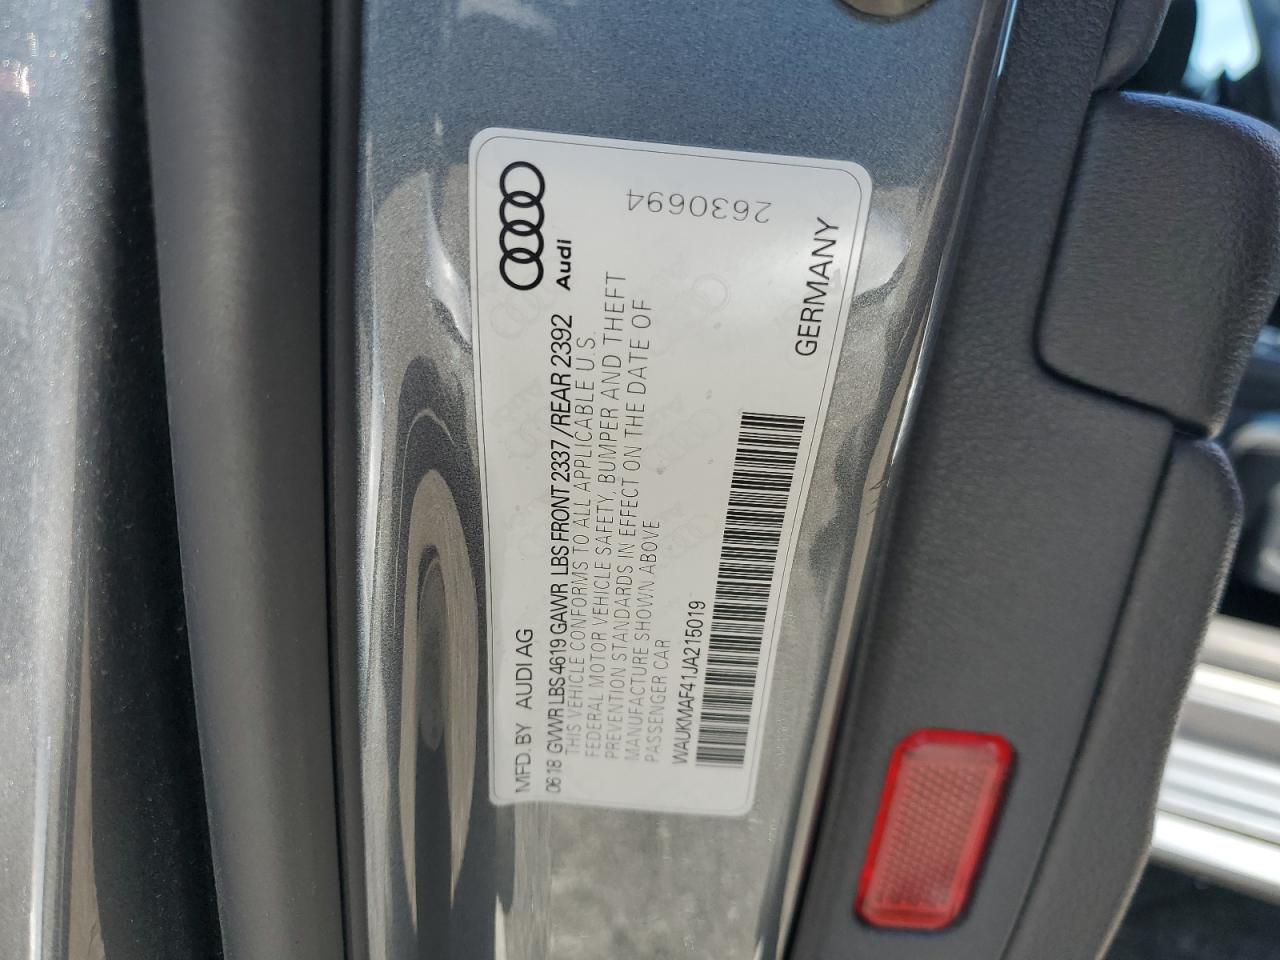 MFD. BY AUDI AG
Audi
0618 GVWR LBS 4619 GAWR LBS FRONT 2337/REAR 2392
THIS VEHICLE CONFORMS TO ALL APPLICABLE U.S.
FEDERAL MOTOR VEHICLE SAFETY, BUMPER AND THEFT
PREVENTION STANDARDS IN EFFECT ON THE DATE OF
MANUFACTURE SHOWN ABOVE
PASSENGER CAR
WAUKMAF41JA215019
GERMANY
2630694